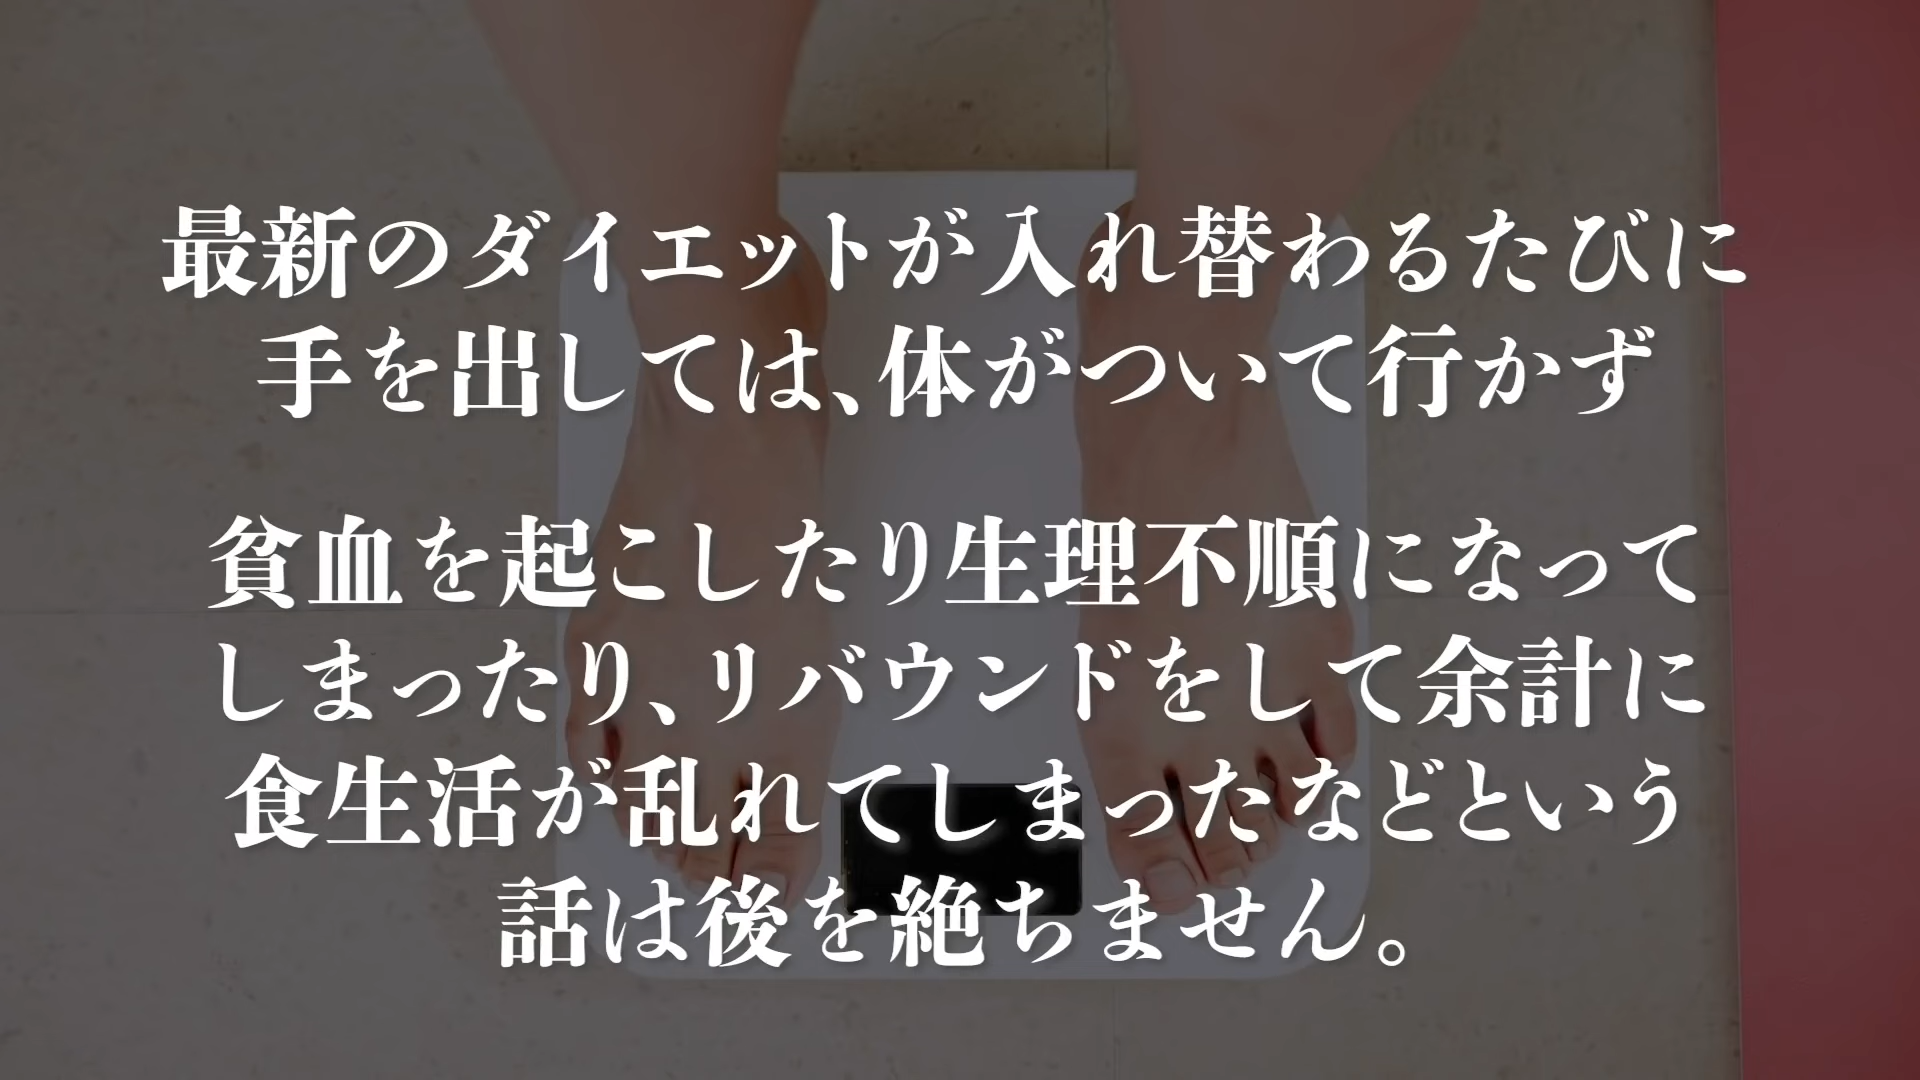 最新のダイエットが入れ替わるたびに
手を出しては、体がついて行かず
貧血を起こしたり生理不順になって
しまったり、リバウンドをして余計に
食生活が乱れてしまったなどという
話は後を絶ちません。